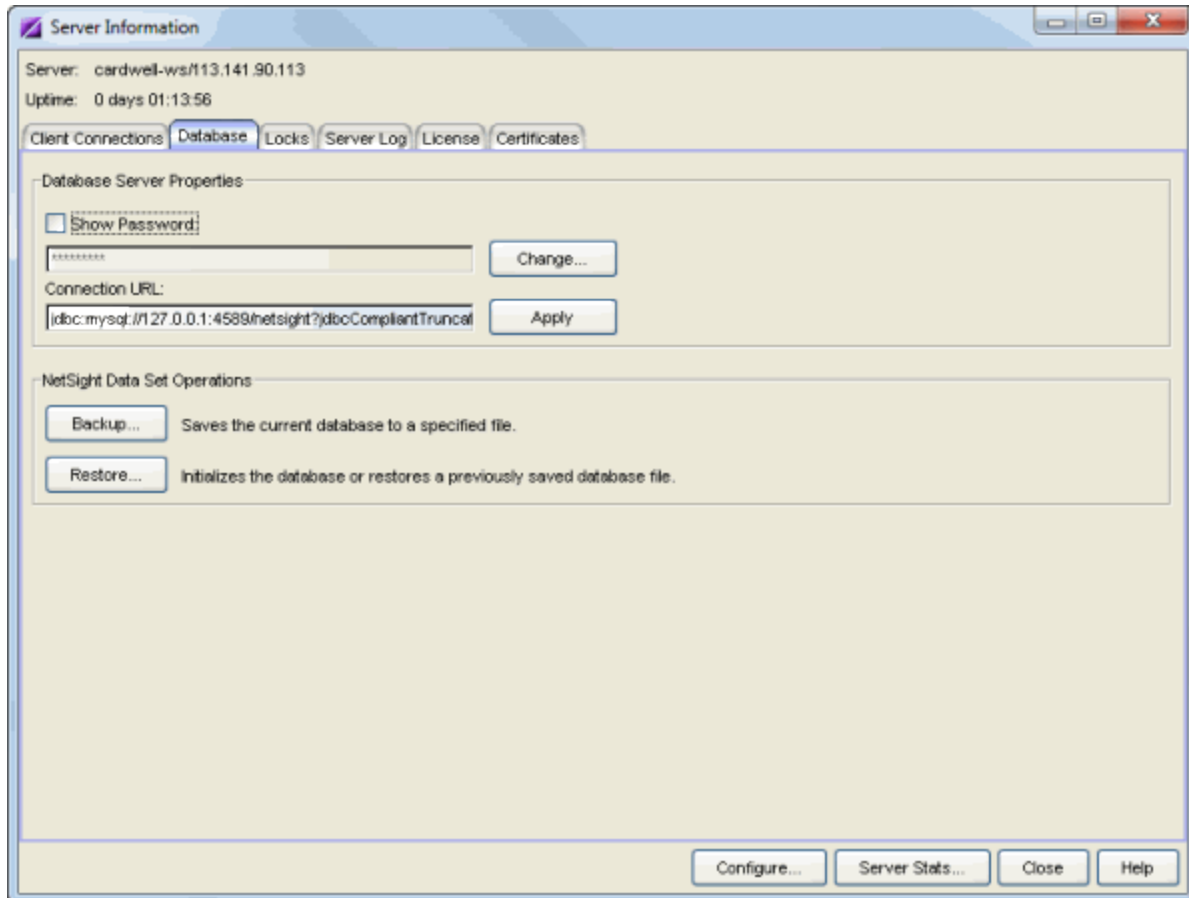 Server Information
Server: cardwell-ws/113.141.90.113
Uptime: 0 days 01:13:56
Client Connections Database Locks Server Log License Certificates
Database Server Properties
Show Password:
********* Change...
Connection URL:
jdbc:mysql://127.0.0.1:4589/netsight?jdbcCompliantTruncat Apply
NetSight Data Set Operations
Backup... Saves the current database to a specified file.
Restore... Initializes the database or restores a previously saved database file.
Configure... Server Stats... Close Help